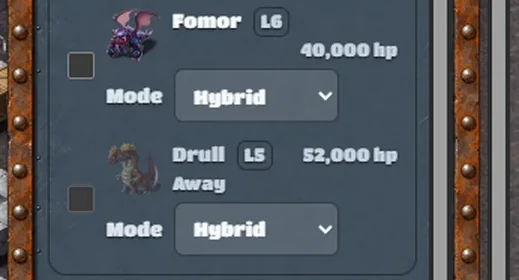 Fomor L6
40,000 hp
Mode Hybrid
Drull L5 52,000 hp
Away
Mode Hybrid